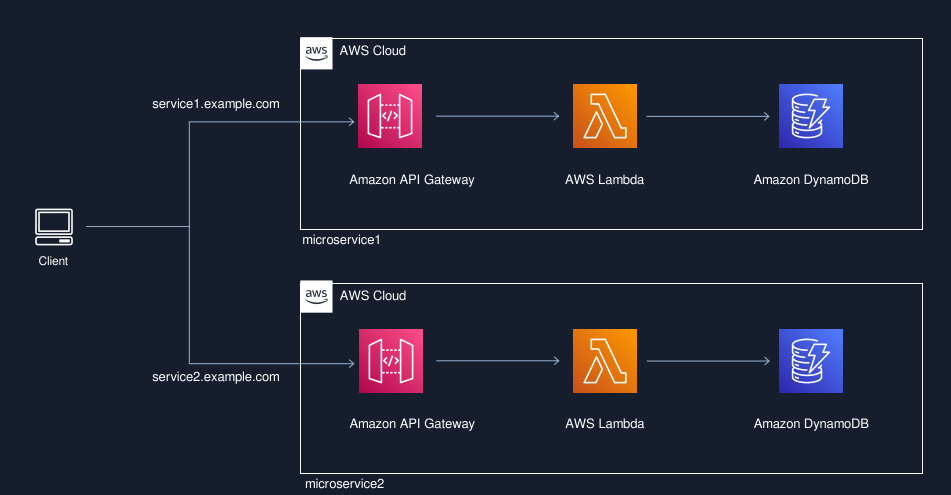 aws
AWS Cloud
service1.example.com
</>
Amazon API Gateway
AWS Lambda
Amazon DynamoDB
microservice1
Client
aws
AWS Cloud
service2.example.com
</>
Amazon API Gateway
AWS Lambda
Amazon DynamoDB
microservice2